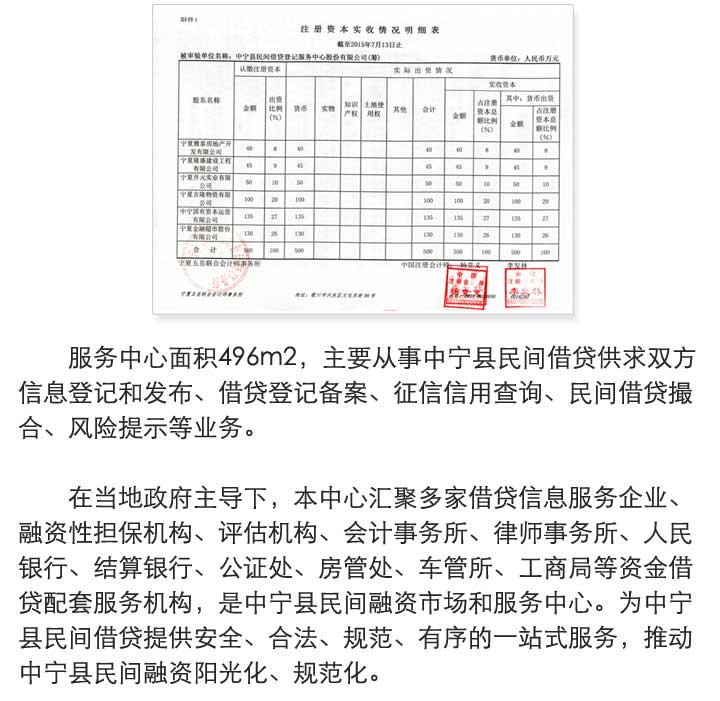 附件1
注册资本实收情况明细表
截至2015年7月13日止
被审验单位名称：中宁县民间借贷登记服务中心股份有限公司(筹) 货币单位：人民币万元
股东名称 认缴注册资本 实际出资情况
实收资本
金额 出资比例(%) 货币 实物 知识产权 土地使用权 其他 合计 金额 占注册资本总额比例(%) 其中：货币出资
金额 占注册资本总额比例(%)
宁夏雅泰房地产开发有限公司 40 8 40 40 40 8 40 8
宁夏隆盛建设工程有限公司 45 9 45 45 45 9 45 9
宁夏开元实业有限公司 50 10 50 50 50 10 50 10
宁夏吉隆物资有限公司 100 20 100 100 100 20 100 20
中宁国有资本运营有限公司 135 27 135 135 135 27 135 27
宁夏金融超市股份有限公司 130 26 130 130 130 26 130 26
合计 500 100 500 500 500 100 500 100
宁夏五岳联合会计师事务所 中国注册会计师：
宁夏五岳联合会计师事务所 地址：银川市兴庆区文化东街
服务中心面积496m2，主要从事中宁县民间借贷供求双方
信息登记和发布、借贷登记备案、征信信用查询、民间借贷撮
合、风险提示等业务。
在当地政府主导下，本中心汇聚多家借贷信息服务企业、
融资性担保机构、评估机构、会计事务所、律师事务所、人民
银行、结算银行、公证处、房管处、车管所、工商局等资金借
贷配套服务机构，是中宁县民间融资市场和服务中心。为中宁
县民间借贷提供安全、合法、规范、有序的一站式服务，推动
中宁县民间融资阳光化、规范化。